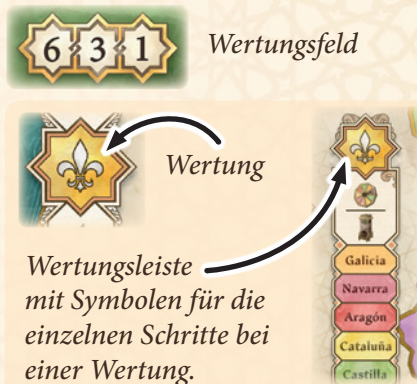 6 3 1
Wertungsfeld
Wertung
Wertungsleiste
mit Symbolen für die
einzelnen Schritte bei
einer Wertung.
Galicia
Navarra
Aragón
Cataluña
Castilla